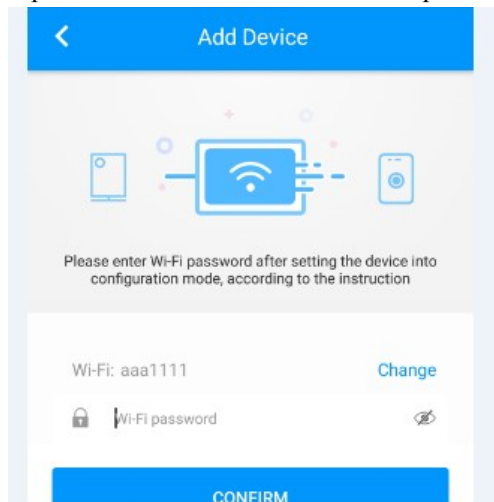 Add Device
Please enter Wi-Fi password after setting the device into
configuration mode, according to the instruction
Wi-Fi: aaa1111 Change
Wi-Fi password
CONFIRM